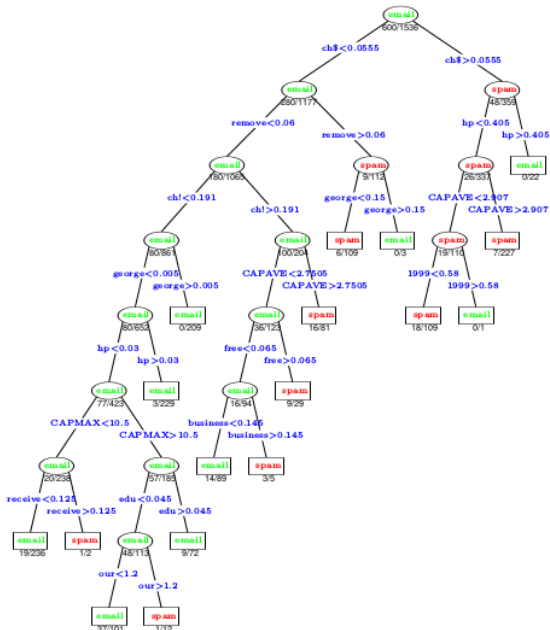 email
600/1536
ch$<0.0555
ch$>0.0555
email
280/1177
spam
48/359
remove<0.06
remove>0.06
hp<0.405
hp>0.405
email
180/1065
spam
9/112
spam
26/337
email
0/22
ch!<0.191
ch!>0.191
george<0.15
george>0.15
CAPAVE<2.907
CAPAVE>2.907
email
80/861
email
100/204
spam
6/109
email
0/3
spam
19/110
spam
7/227
george<0.005
george>0.005
CAPAVE<2.7505
CAPAVE>2.7505
1999<0.58
1999>0.58
email
80/652
email
0/209
email
36/123
spam
16/81
spam
18/109
email
0/1
hp<0.03
hp>0.03
free<0.065
free>0.065
email
77/423
email
3/229
email
16/94
spam
9/29
CAPMAX<10.5
CAPMAX>10.5
business<0.145
business>0.145
email
20/238
email
57/185
email
14/89
spam
3/5
receive<0.125
receive>0.125
edu<0.045
edu>0.045
email
19/236
spam
1/2
email
48/113
email
9/72
our<1.2
our>1.2
email
37/101
spam
1/12